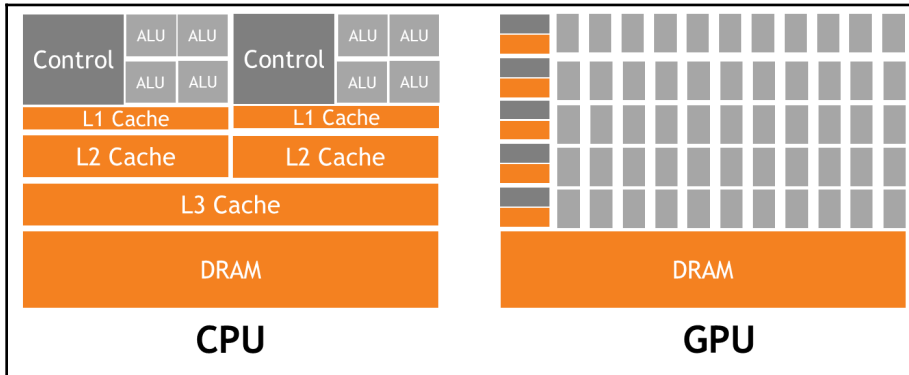 Control ALU ALU Control ALU ALU
ALU ALU ALU ALU
L1 Cache L1 Cache
L2 Cache L2 Cache
L3 Cache
DRAM DRAM
CPU GPU